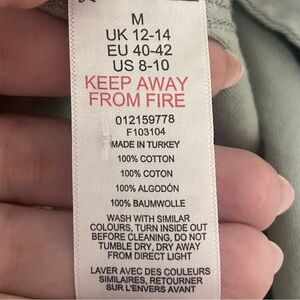 M
UK 12-14
EU 40-42
US 8-10
KEEP AWAY
FROM FIRE
012159778
F103104
MADE IN TURKEY
100% COTTON
100% COTON
100% ALGODÓN
100% BAUMWOLLE
WASH WITH SIMILAR
COLOURS, TURN INSIDE OUT
BEFORE CLEANING, DO NOT
TUMBLE DRY, DRY AWAY
FROM DIRECT LIGHT
LAVER AVEC DES COULEURS
SIMILAIRES, RETOURNER
SUR L'ENVERS AVANT